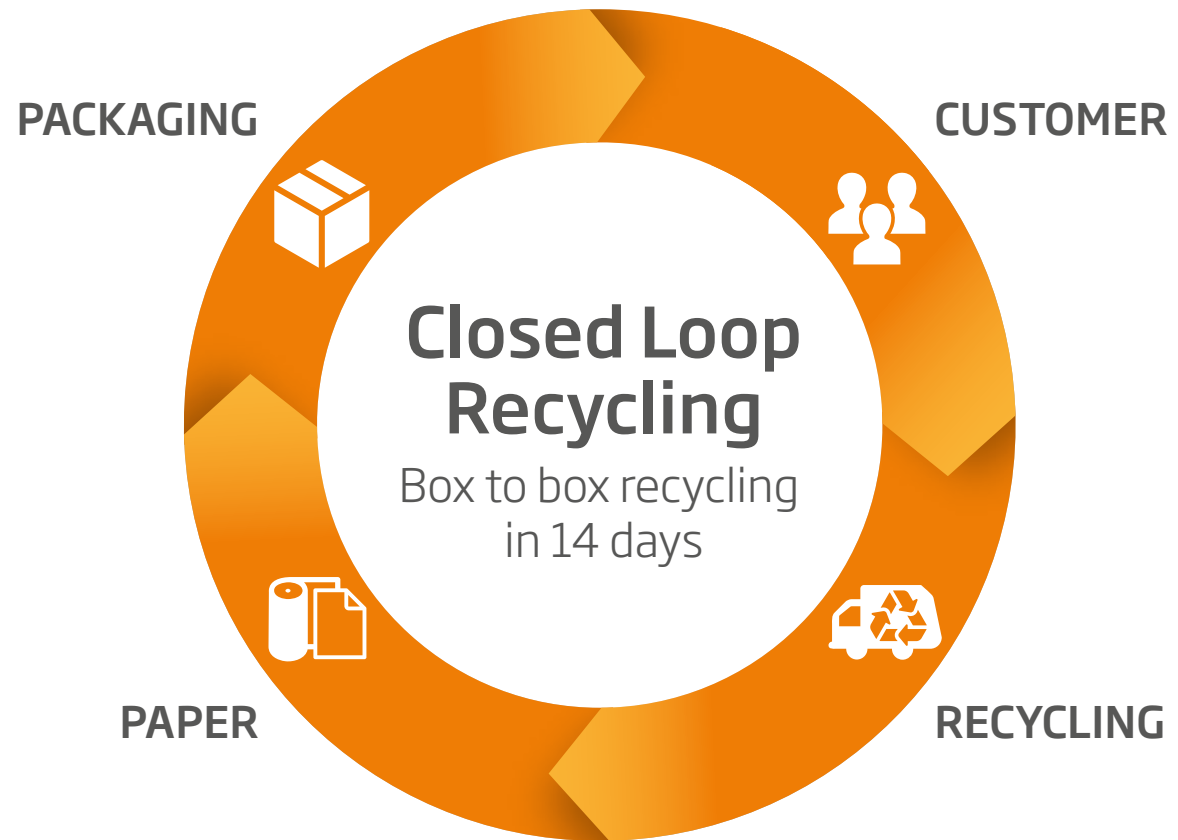 PACKAGING
CUSTOMER
Closed Loop
Recycling
Box to box recycling
in 14 days
PAPER
RECYCLING